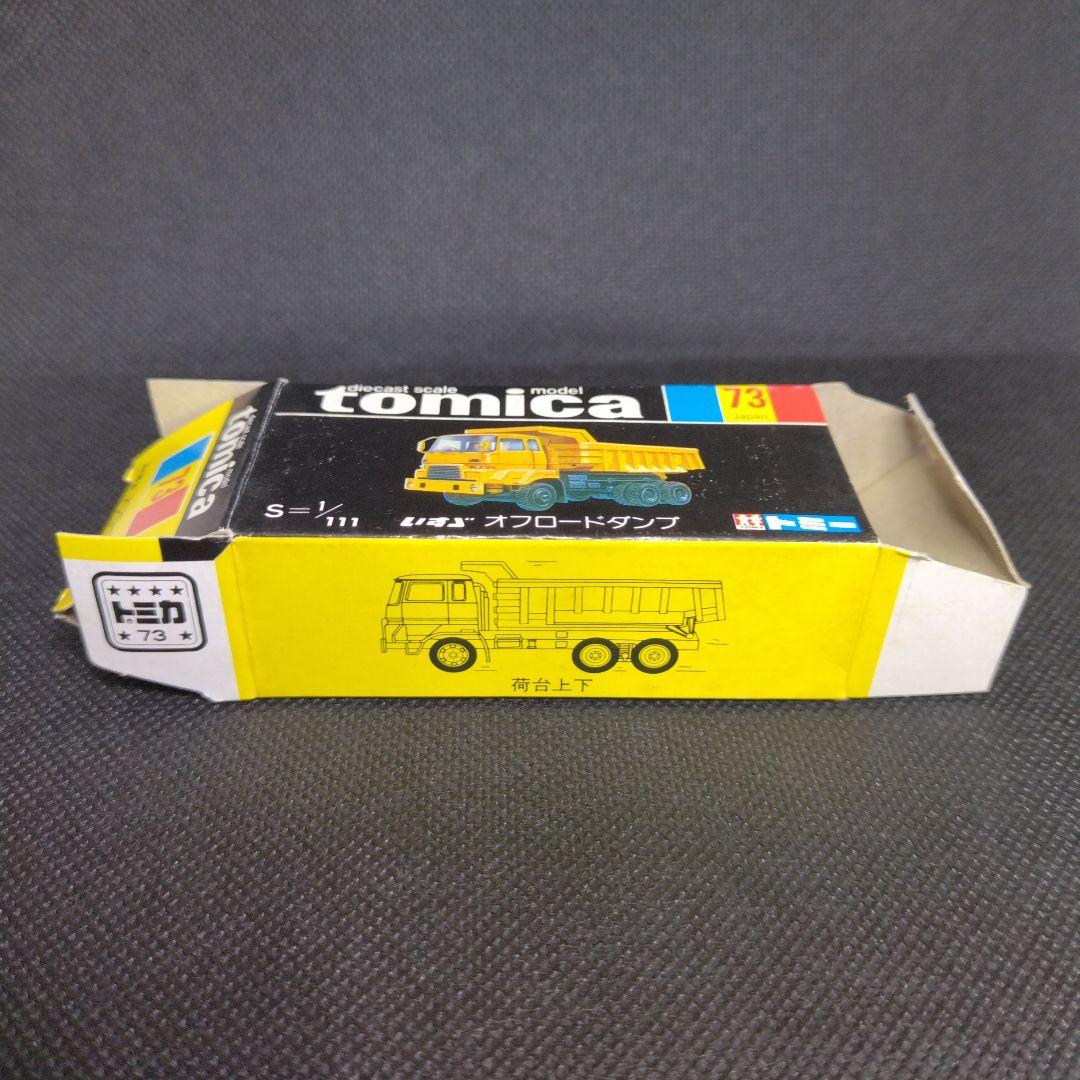 diecast scale model
tomica
73
Japan
S=1/111 いすゞ オフロードダンプ
トミー
荷台上下
トミカ
73
tomica
73